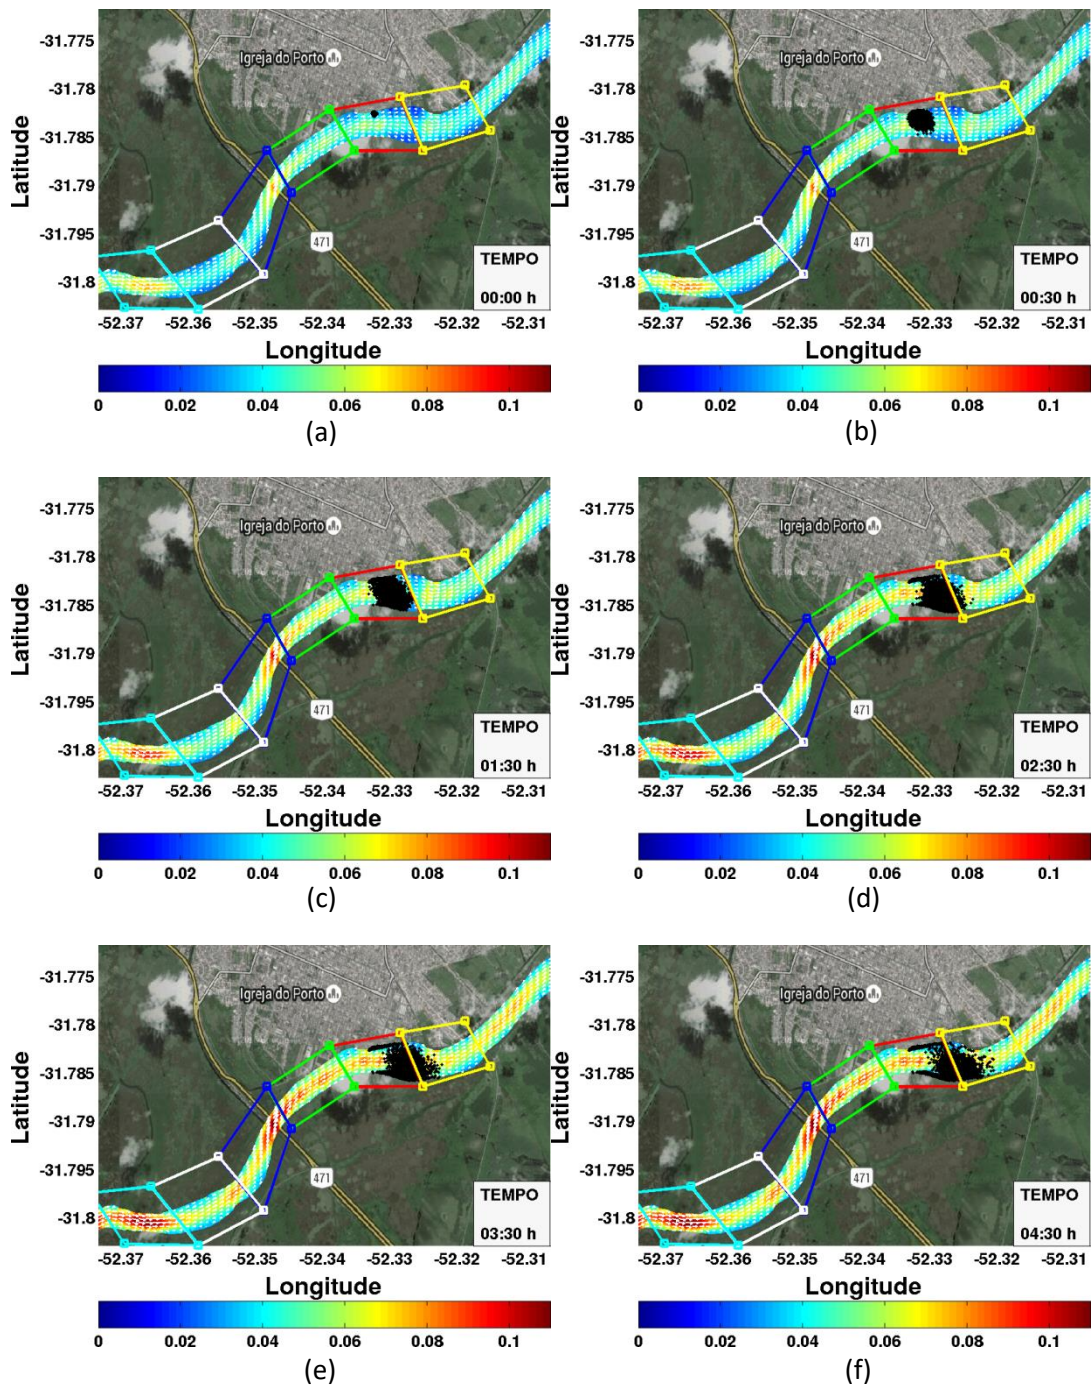 -31.775
-31.78
-31.785
-31.79
-31.795
-31.8
Latitude
Igreja do Porto
471
TEMPO
00:00 h
-52.37 -52.36 -52.35 -52.34 -52.33 -52.32 -52.31
Longitude
0 0.02 0.04 0.06 0.08 0.1
(a)
-31.775
-31.78
-31.785
-31.79
-31.795
-31.8
Latitude
Igreja do Porto
471
TEMPO
00:30 h
-52.37 -52.36 -52.35 -52.34 -52.33 -52.32 -52.31
Longitude
0 0.02 0.04 0.06 0.08 0.1
(b)
-31.775
-31.78
-31.785
-31.79
-31.795
-31.8
Latitude
Igreja do Porto
471
TEMPO
01:30 h
-52.37 -52.36 -52.35 -52.34 -52.33 -52.32 -52.31
Longitude
0 0.02 0.04 0.06 0.08 0.1
(c)
-31.775
-31.78
-31.785
-31.79
-31.795
-31.8
Latitude
Igreja do Porto
471
TEMPO
02:30 h
-52.37 -52.36 -52.35 -52.34 -52.33 -52.32 -52.31
Longitude
0 0.02 0.04 0.06 0.08 0.1
(d)
-31.775
-31.78
-31.785
-31.79
-31.795
-31.8
Latitude
Igreja do Porto
471
TEMPO
03:30 h
-52.37 -52.36 -52.35 -52.34 -52.33 -52.32 -52.31
Longitude
0 0.02 0.04 0.06 0.08 0.1
(e)
-31.775
-31.78
-31.785
-31.79
-31.795
-31.8
Latitude
Igreja do Porto
471
TEMPO
04:30 h
-52.37 -52.36 -52.35 -52.34 -52.33 -52.32 -52.31
Longitude
0 0.02 0.04 0.06 0.08 0.1
(f)